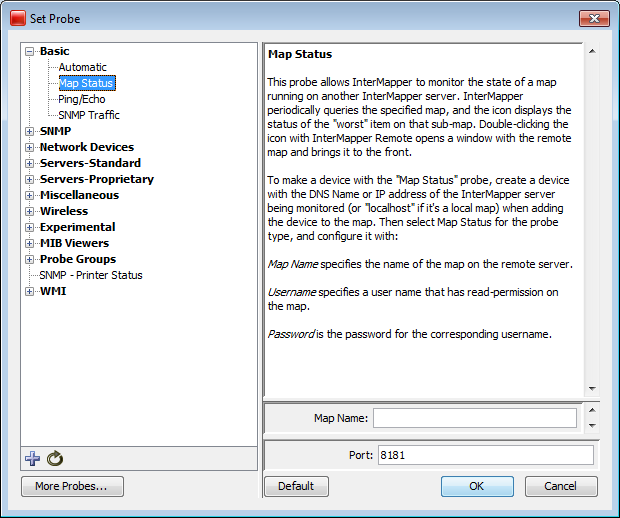 Set Probe
Basic
Automatic
Map Status
Ping/Echo
SNMP Traffic
SNMP
Network Devices
Servers-Standard
Servers-Proprietary
Miscellaneous
Wireless
Experimental
MIB Viewers
Probe Groups
SNMP - Printer Status
WMI
More Probes...
Map Status
This probe allows InterMapper to monitor the state of a map
running on another InterMapper server. InterMapper
periodically queries the specified map, and the icon displays the
status of the "worst" item on that sub-map. Double-clicking the
icon with InterMapper Remote opens a window with the remote
map and brings it to the front.
To make a device with the "Map Status" probe, create a device
with the DNS Name or IP address of the InterMapper server
being monitored (or "localhost" if it's a local map) when adding
the device to the map. Then select Map Status for the probe
type, and configure it with:
Map Name specifies the name of the map on the remote server.
Username specifies a user name that has read-permission on
the map.
Password is the password for the corresponding username.
Map Name:
Port: 8181
Default
OK
Cancel